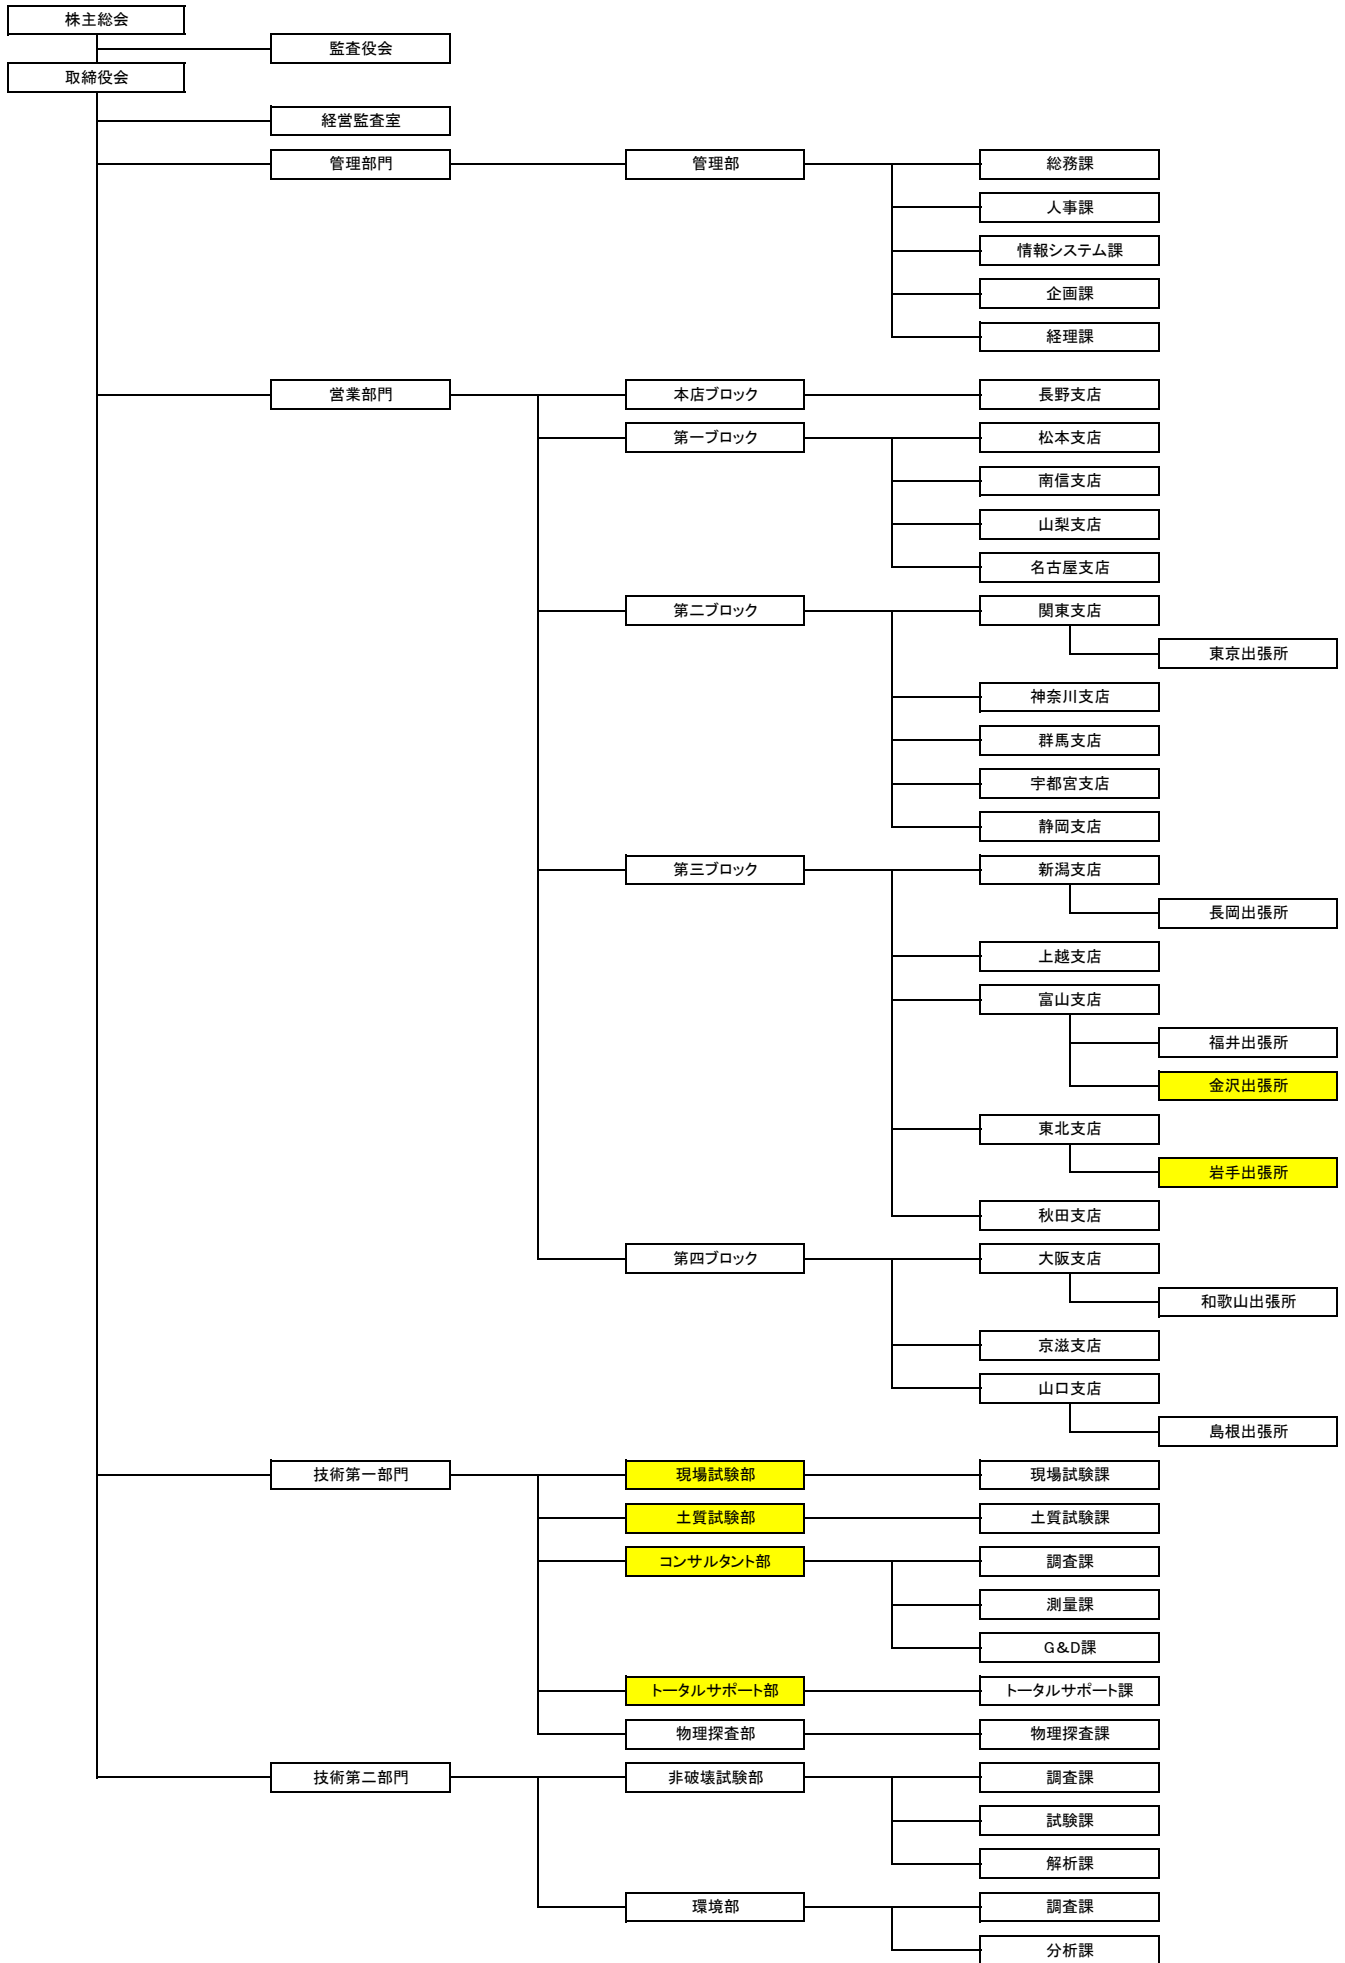 株主総会
監査役会
取締役会
経営監査室
管理部門
管理部
総務課
人事課
情報システム課
企画課
経理課
営業部門
本店ブロック
長野支店
第一ブロック
松本支店
南信支店
山梨支店
名古屋支店
第二ブロック
関東支店
東京出張所
神奈川支店
群馬支店
宇都宮支店
静岡支店
第三ブロック
新潟支店
長岡出張所
上越支店
富山支店
福井出張所
金沢出張所
東北支店
岩手出張所
秋田支店
第四ブロック
大阪支店
和歌山出張所
京滋支店
山口支店
島根出張所
技術第一部門
現場試験部
現場試験課
土質試験部
土質試験課
コンサルタント部
調査課
測量課
G&D課
トータルサポート部
トータルサポート課
物理探査部
物理探査課
技術第二部門
非破壊試験部
調査課
試験課
解析課
環境部
調査課
分析課